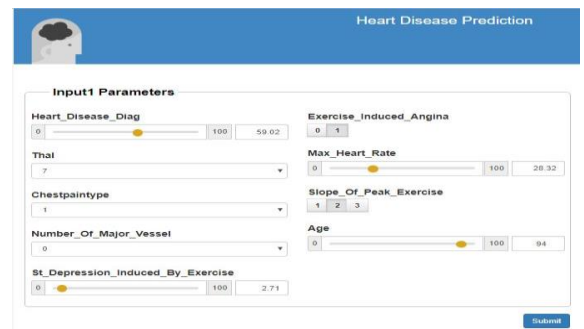 Heart Disease Prediction
Input1 Parameters
Heart_Disease_Diag
0 100 59.02
Thal
7
Chestpaintype
1
Number_Of_Major_Vessel
0
St_Depression_Induced_By_Exercise
0 100 2.71
Exercise_Induced_Angina
0 1
Max_Heart_Rate
0 100 28.32
Slope_Of_Peak_Exercise
1 2 3
Age
0 100 94
Submit